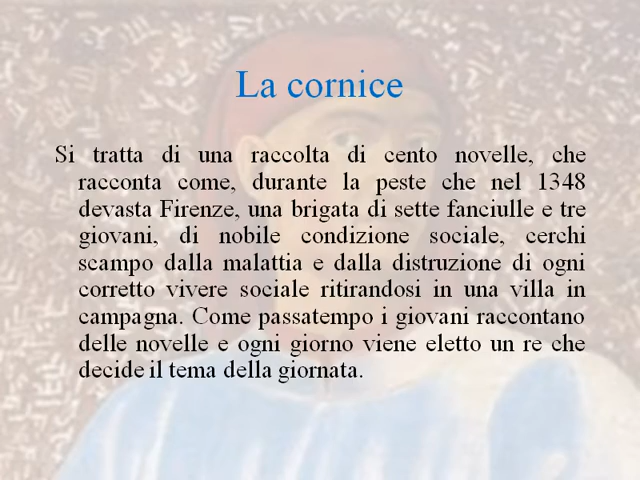 La cornice
Si tratta di una raccolta di cento novelle, che
racconta come, durante la peste che nel 1348
devasta Firenze, una brigata di sette fanciulle e tre
giovani, di nobile condizione sociale, cerchi
scampo dalla malattia e dalla distruzione di ogni
corretto vivere sociale ritirandosi in una villa in
campagna. Come passatempo i giovani raccontano
delle novelle e ogni giorno viene eletto un re che
decide il tema della giornata.